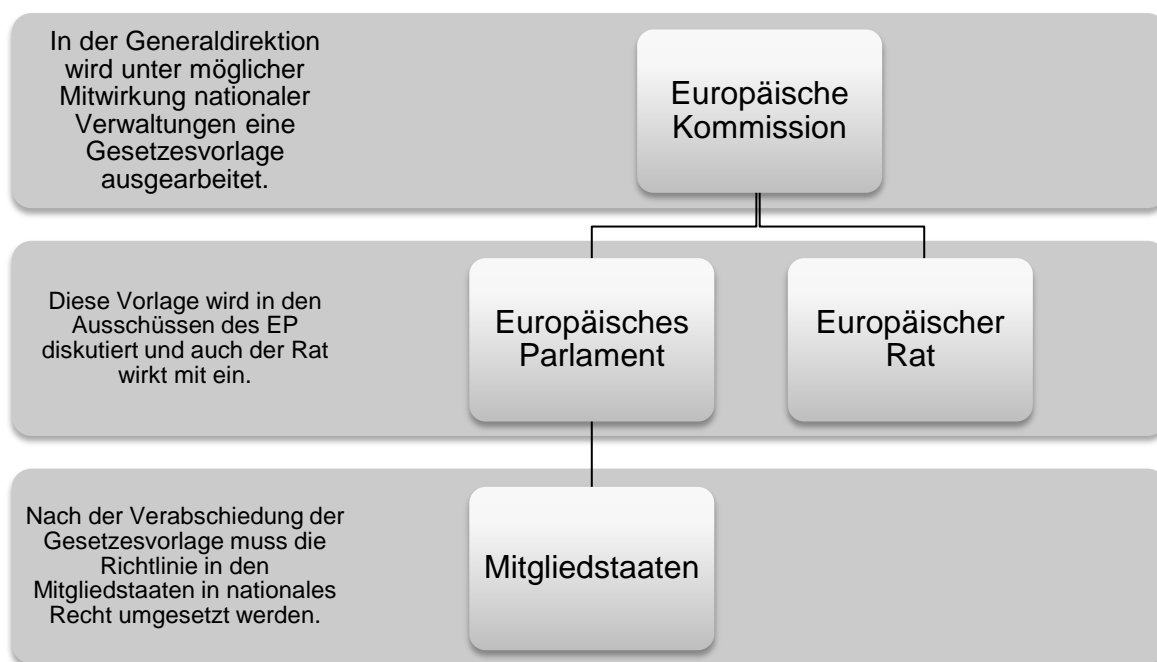 In der Generaldirektion
wird unter möglicher
Mitwirkung nationaler
Verwaltungen eine
Gesetzesvorlage
ausgearbeitet.
Europäische
Kommission
Diese Vorlage wird in den
Ausschüssen des EP
diskutiert und auch der Rat
wirkt mit ein.
Europäisches
Parlament
Europäischer
Rat
Nach der Verabschiedung der
Gesetzesvorlage muss die
Richtlinie in den
Mitgliedstaaten in nationales
Recht umgesetzt werden.
Mitgliedstaaten